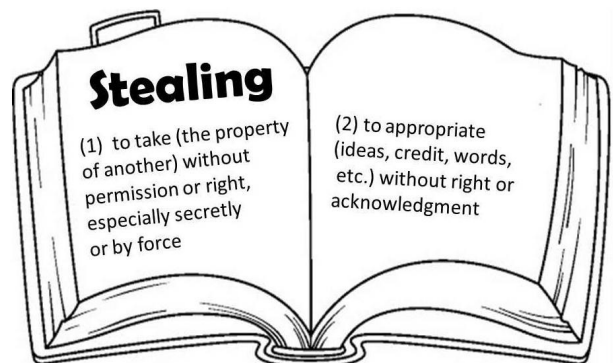 Stealing
(1) to take (the property
of another) without
permission or right,
especially secretly
or by force
(2) to appropriate
(ideas, credit, words,
etc.) without right or
acknowledgment